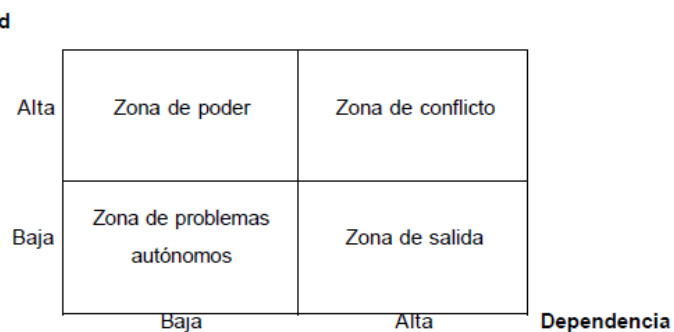 d
Alta
Zona de poder
Zona de conflicto
Baja
Zona de problemas
autónomos
Zona de salida
Baja
Alta
Dependencia